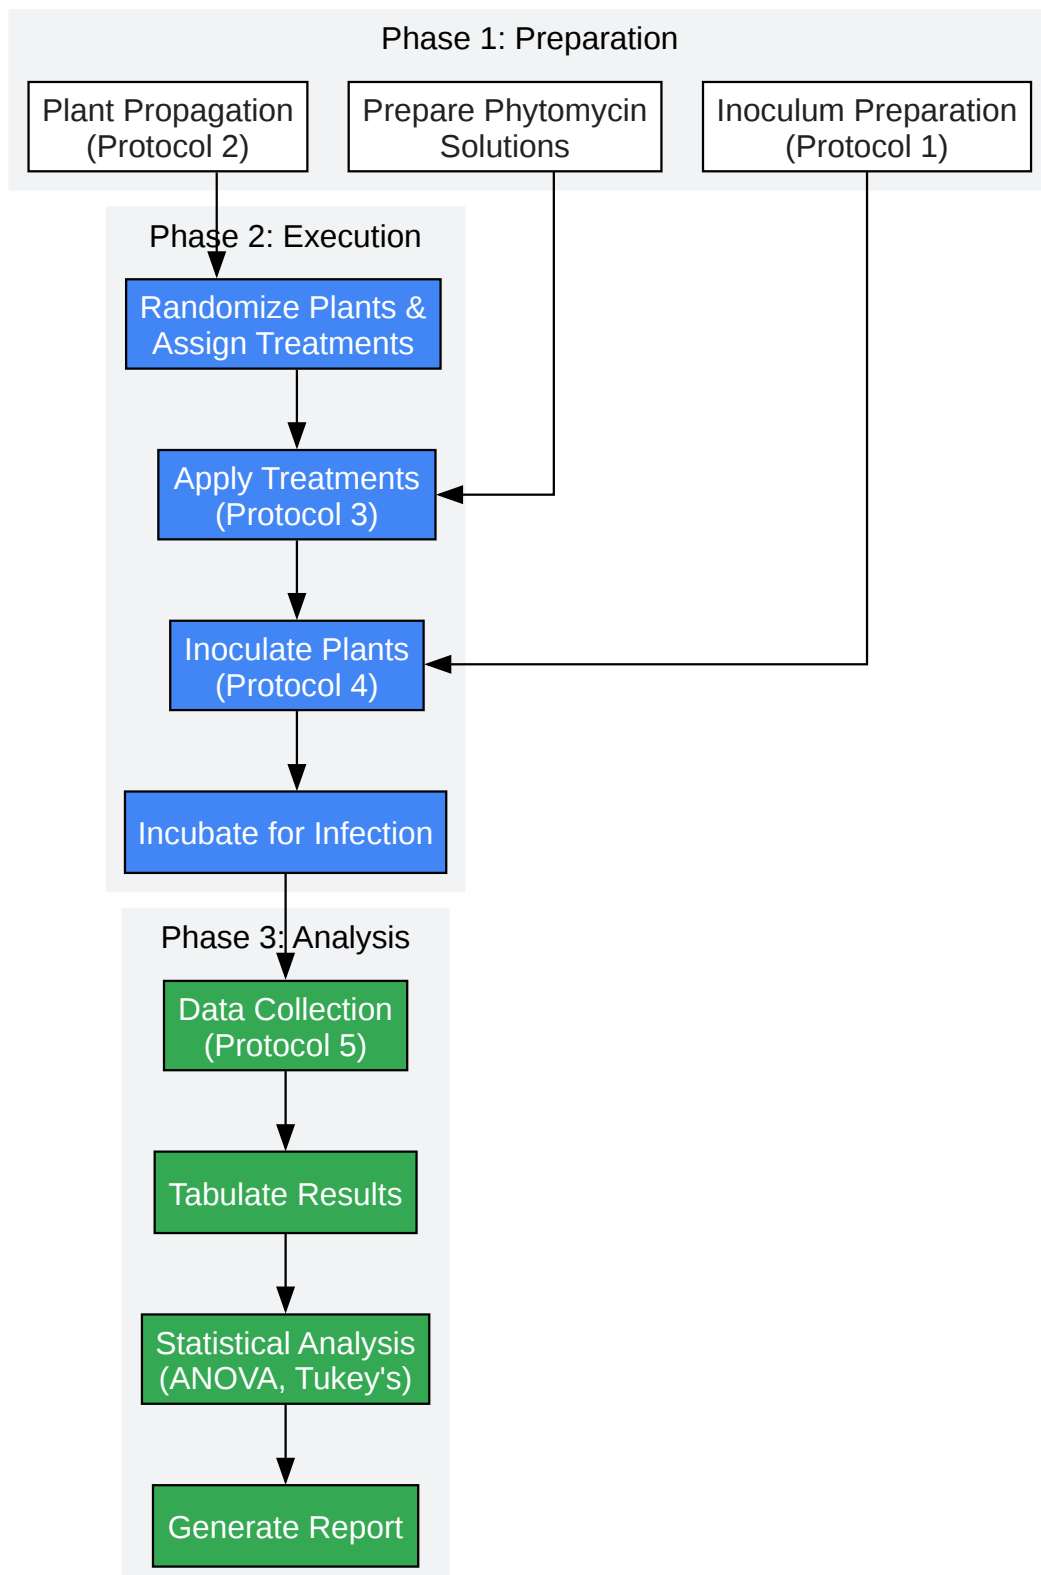 Phase 1: Preparation
Plant Propagation
(Protocol 2)
Prepare Phytomycin
Solutions
Inoculum Preparation
(Protocol 1)
Phase 2: Execution
Randomize Plants &
Assign Treatments
Apply Treatments
(Protocol 3)
Inoculate Plants
(Protocol 4)
Incubate for Infection
Phase 3: Analysis
Data Collection
(Protocol 5)
Tabulate Results
Statistical Analysis
(ANOVA, Tukey's)
Generate Report